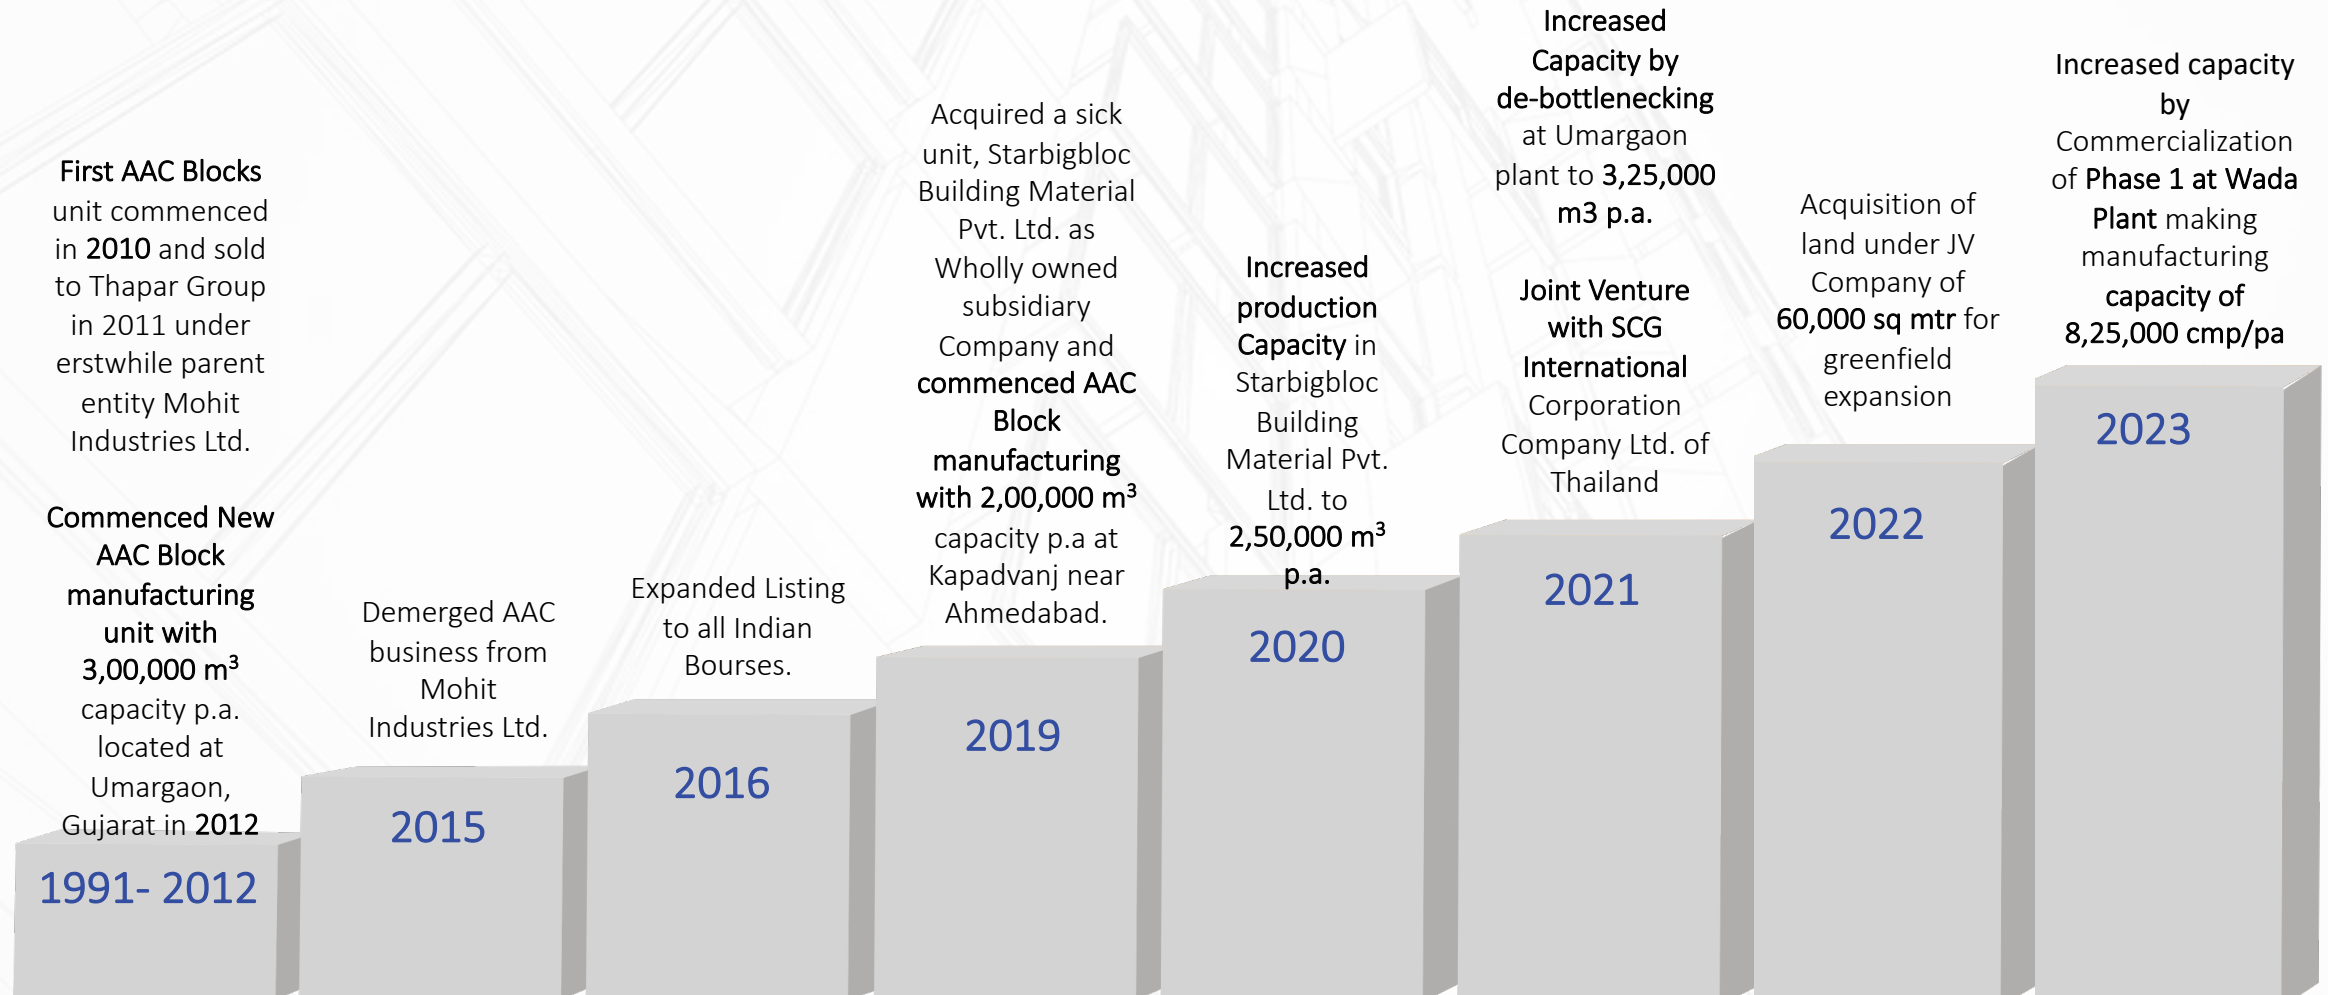 First AAC Blocks
unit commenced
in 2010 and sold
to Thapar Group
in 2011 under
erstwhile parent
entity Mohit
Industries Ltd.
Commenced New
AAC Block
manufacturing
unit with
3,00,000 m³
capacity p.a.
located at
Umargaon,
Gujarat in 2012
1991- 2012
Demerged AAC
business from
Mohit
Industries Ltd.
2015
Expanded Listing
to all Indian
Bourses.
2016
Acquired a sick
unit, Starbigbloc
Building Material
Pvt. Ltd. as
Wholly owned
subsidiary
Company and
commenced AAC
Block
manufacturing
with 2,00,000 m³
capacity p.a at
Kapadvanj near
Ahmedabad.
2019
Increased
production
Capacity in
Starbigbloc
Building
Material Pvt.
Ltd. to
2,50,000 m³
p.a.
2020
Increased
Capacity by
de-bottlenecking
at Umargaon
plant to 3,25,000
m3 p.a.
Joint Venture
with SCG
International
Corporation
Company Ltd. of
Thailand
2021
Acquisition of
land under JV
Company of
60,000 sq mtr for
greenfield
expansion
2022
Increased capacity
by
Commercialization
of Phase 1 at Wada
Plant making
manufacturing
capacity of
8,25,000 cmp/pa
2023